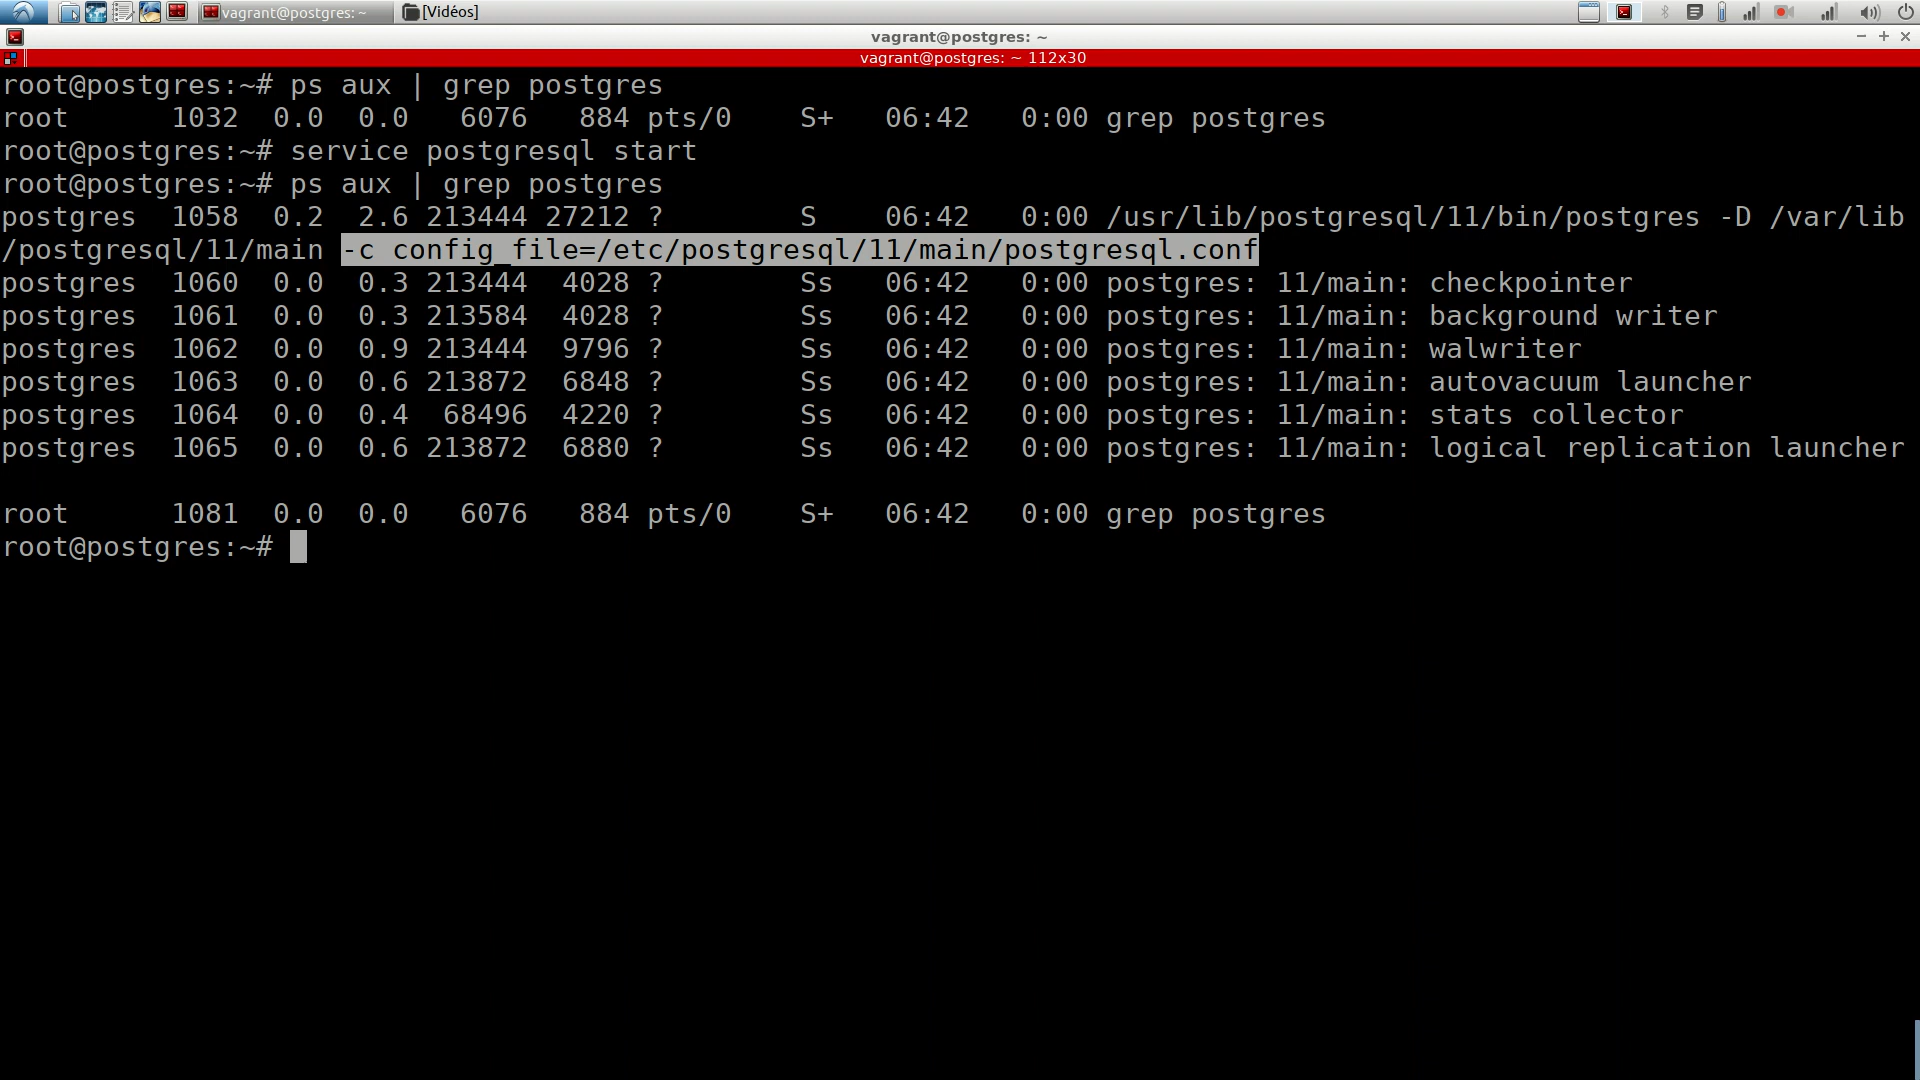 vagrant@postgres: ~ [Vidéos]
vagrant@postgres: ~
vagrant@postgres: ~ 112x30
root@postgres:~# ps aux | grep postgres
root      1032  0.0  0.0   6076   884 pts/0    S+   06:42   0:00 grep postgres
root@postgres:~# service postgresql start
root@postgres:~# ps aux | grep postgres
postgres  1058  0.2  2.6 213444 27212 ?        S    06:42   0:00 /usr/lib/postgresql/11/bin/postgres -D /var/lib
/postgresql/11/main -c config_file=/etc/postgresql/11/main/postgresql.conf
postgres  1060  0.0  0.3 213444  4028 ?        Ss   06:42   0:00 postgres: 11/main: checkpointer
postgres  1061  0.0  0.3 213584  4028 ?        Ss   06:42   0:00 postgres: 11/main: background writer
postgres  1062  0.0  0.9 213444  9796 ?        Ss   06:42   0:00 postgres: 11/main: walwriter
postgres  1063  0.0  0.6 213872  6848 ?        Ss   06:42   0:00 postgres: 11/main: autovacuum launcher
postgres  1064  0.0  0.4  68496  4220 ?        Ss   06:42   0:00 postgres: 11/main: stats collector
postgres  1065  0.0  0.6 213872  6880 ?        Ss   06:42   0:00 postgres: 11/main: logical replication launcher
root      1081  0.0  0.0   6076   884 pts/0    S+   06:42   0:00 grep postgres
root@postgres:~#